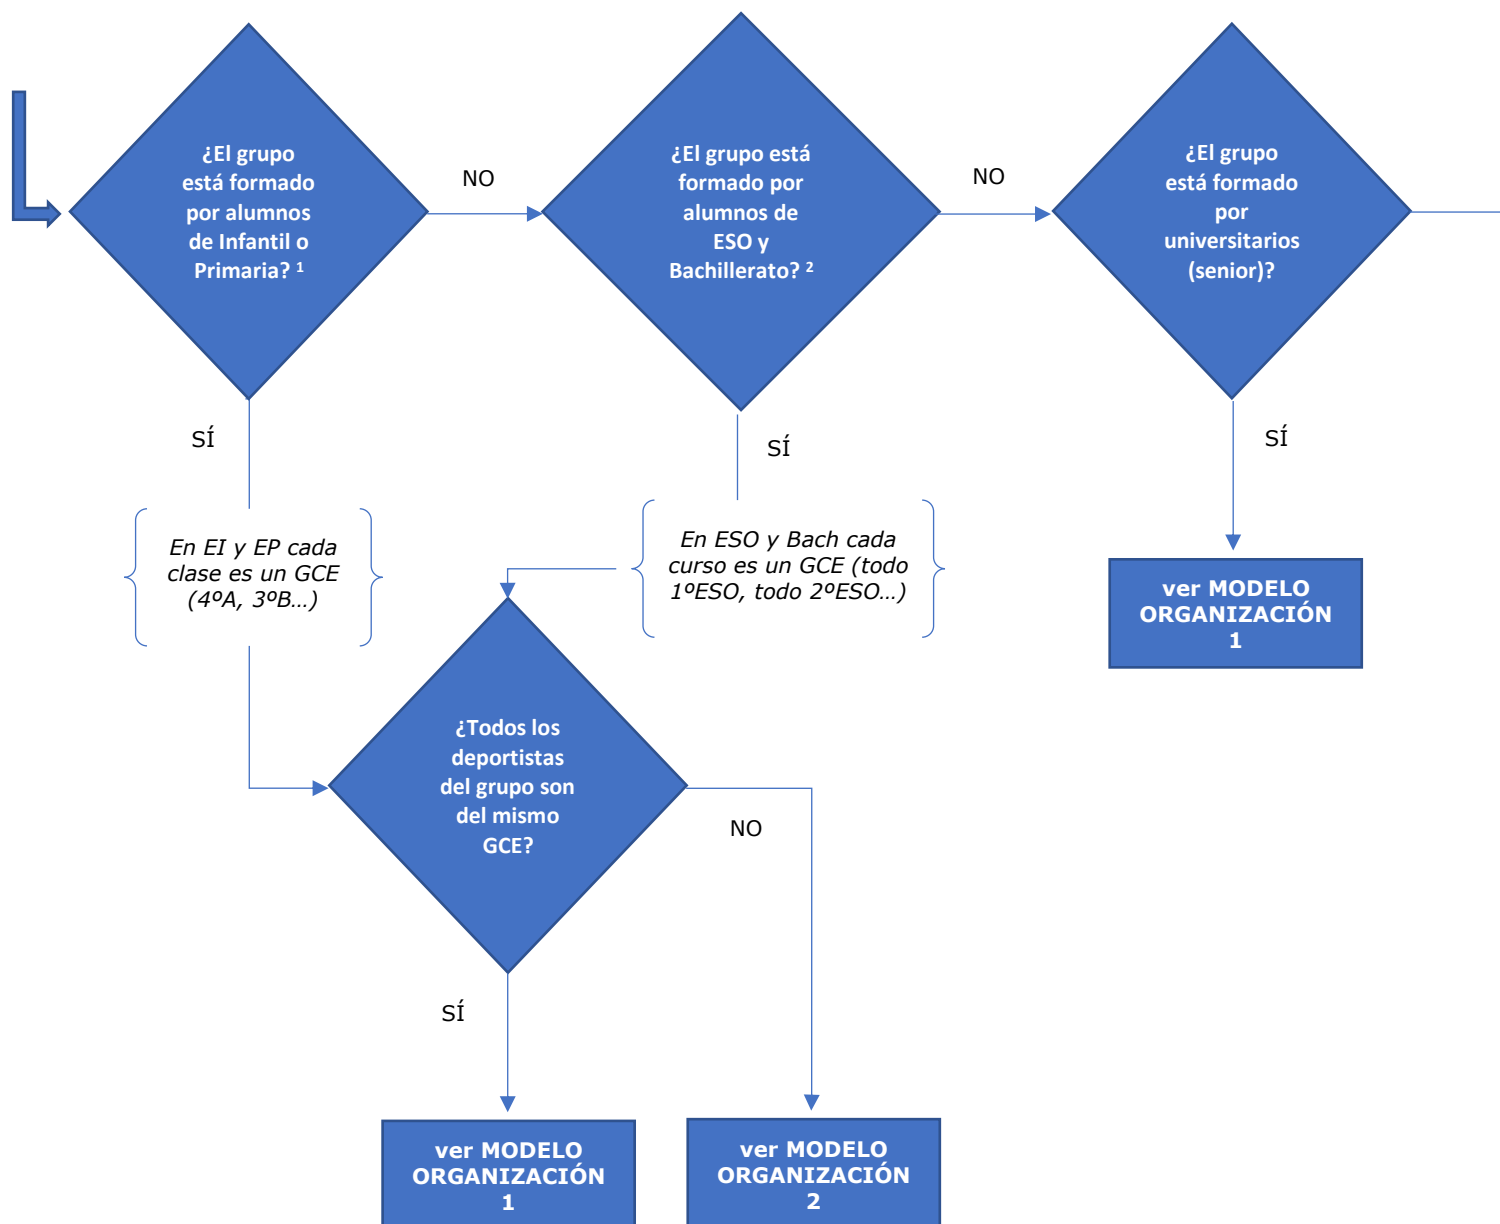 ¿El grupo
está formado
por alumnos
de Infantil o
Primaria? ¹
NO
¿El grupo está
formado por
alumnos de
ESO y
Bachillerato? ²
NO
¿El grupo
está formado
por
universitarios
(senior)?
SÍ
SÍ
SÍ
En EI y EP cada
clase es un GCE
(4ºA, 3ºB…)
En ESO y Bach cada
curso es un GCE (todo
1ºESO, todo 2ºESO…)
ver MODELO
ORGANIZACIÓN
1
¿Todos los
deportistas
del grupo son
del mismo
GCE?
NO
SÍ
ver MODELO
ORGANIZACIÓN
1
ver MODELO
ORGANIZACIÓN
2